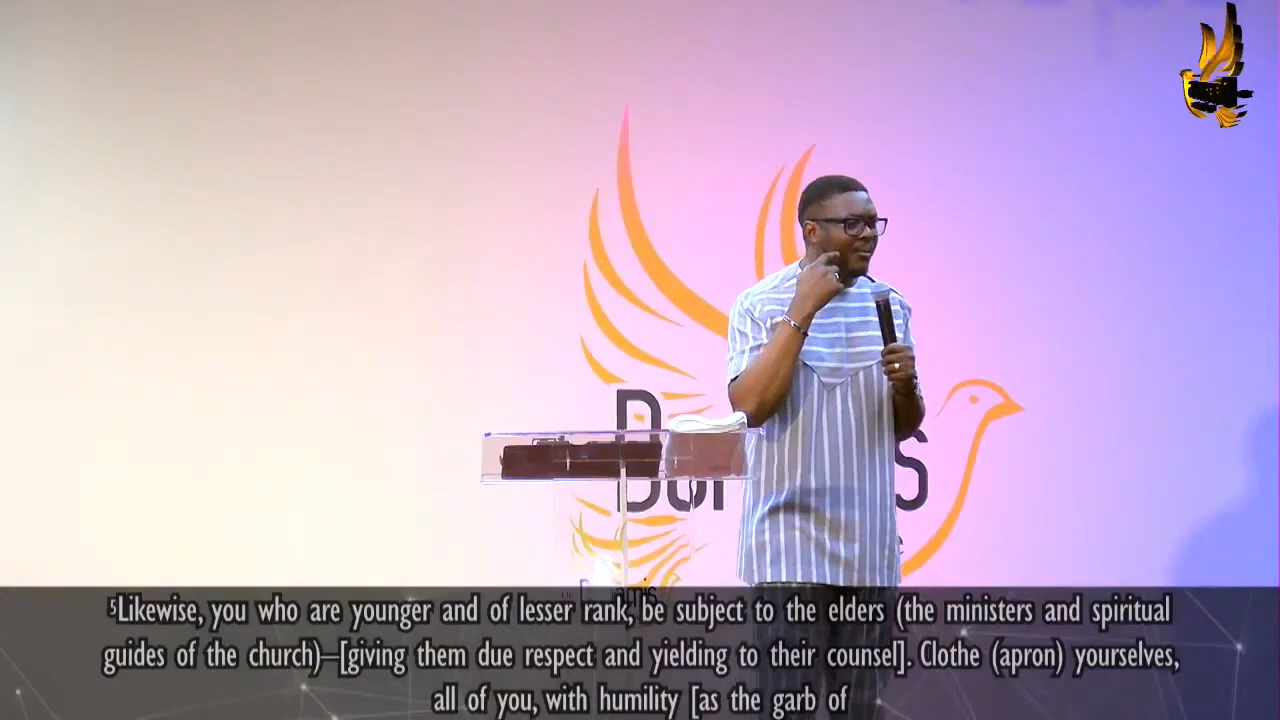 ⁵Likewise, you who are younger and of lesser rank, be subject to the elders (the ministers and spiritual
guides of the church)–[giving them due respect and yielding to their counsel]. Clothe (apron) yourselves,
all of you, with humility [as the garb of